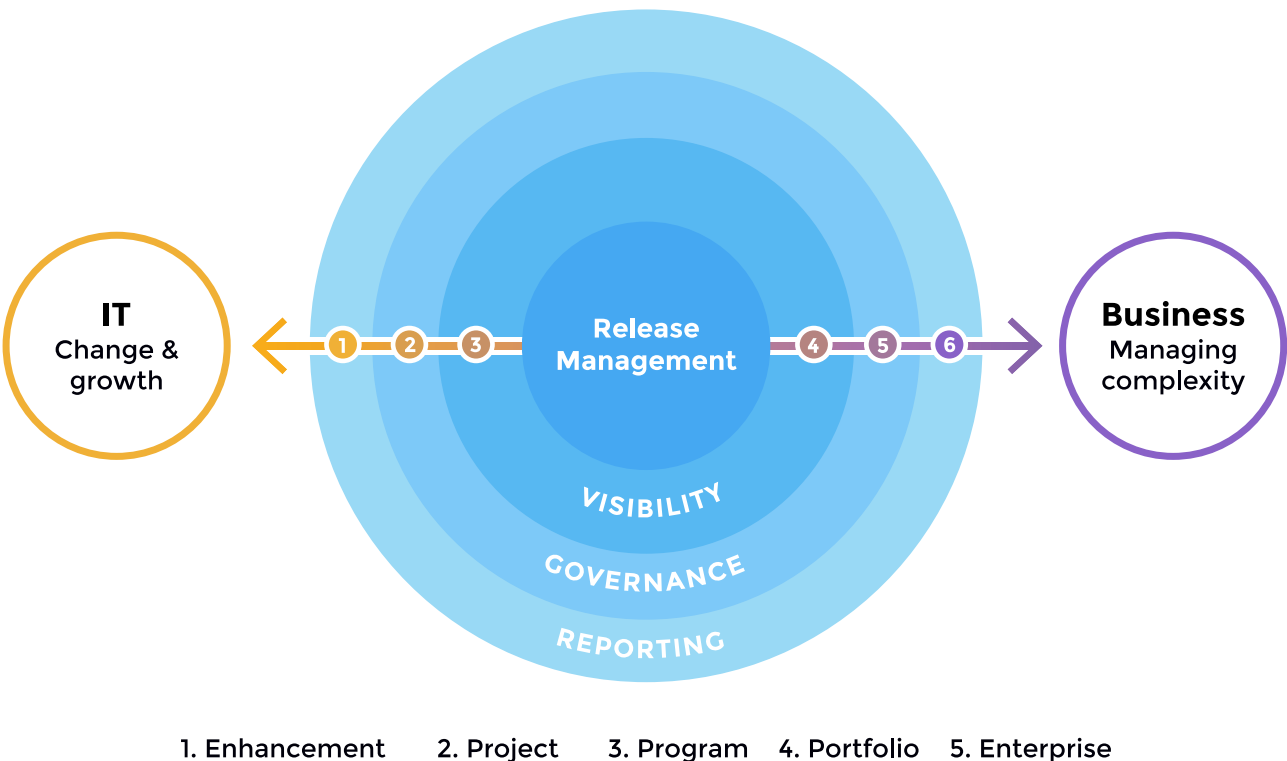 IT
Change &
growth
1
2
3
Release
Management
4
5
6
Business
Managing
complexity
VISIBILITY
GOVERNANCE
REPORTING
1. Enhancement 2. Project 3. Program 4. Portfolio 5. Enterprise